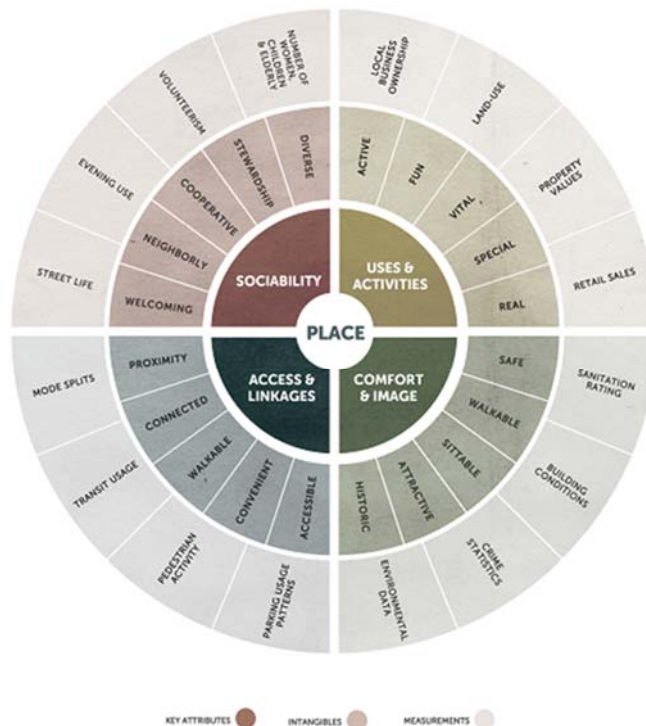 NUMBER OF
WOMEN,
CHILDREN
& ELDERLY
VOLUNTEERISM
EVENING USE
STREET LIFE
DIVERSE
STEWARDSHIP
COOPERATIVE
NEIGHBORLY
WELCOMING
SOCIABILITY
LOCAL
BUSINESS
OWNERSHIP
LAND-USE
PROPERTY
VALUES
RETAIL SALES
ACTIVE
FUN
VITAL
SPECIAL
REAL
USES &
ACTIVITIES
PLACE
ACCESS &
LINKAGES
PROXIMITY
CONNECTED
WALKABLE
CONVENIENT
ACCESSIBLE
MODE SPLITS
TRANSIT USAGE
PEDESTRIAN
ACTIVITY
PARKING USAGE
PATTERNS
COMFORT
& IMAGE
SAFE
WALKABLE
SITTABLE
ATTRACTIVE
HISTORIC
SANITATION
RATING
BUILDING
CONDITIONS
CRIME
STATISTICS
ENVIRONMENTAL
DATA
KEY ATTRIBUTES
INTANGIBLES
MEASUREMENTS